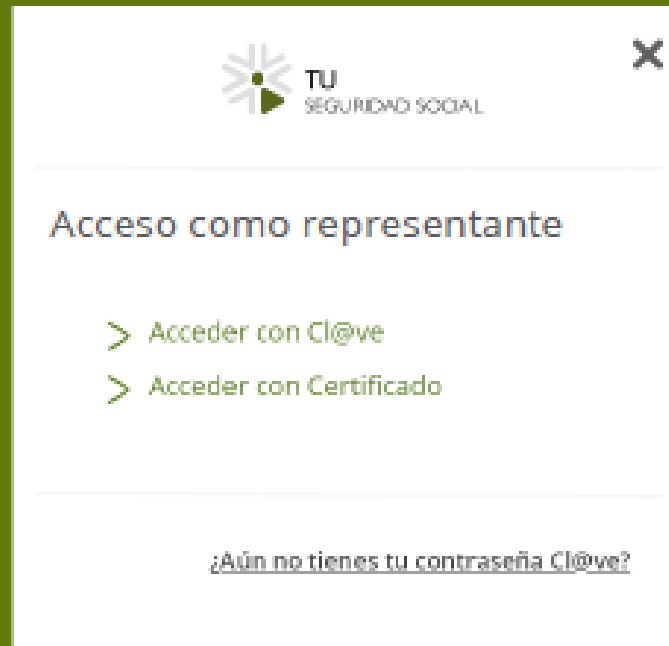 TU
SEGURIDAD SOCIAL
Acceso como representante
Acceder con Cl@ve
Acceder con Certificado
¿Aún no tienes tu contraseña Cl@ve?